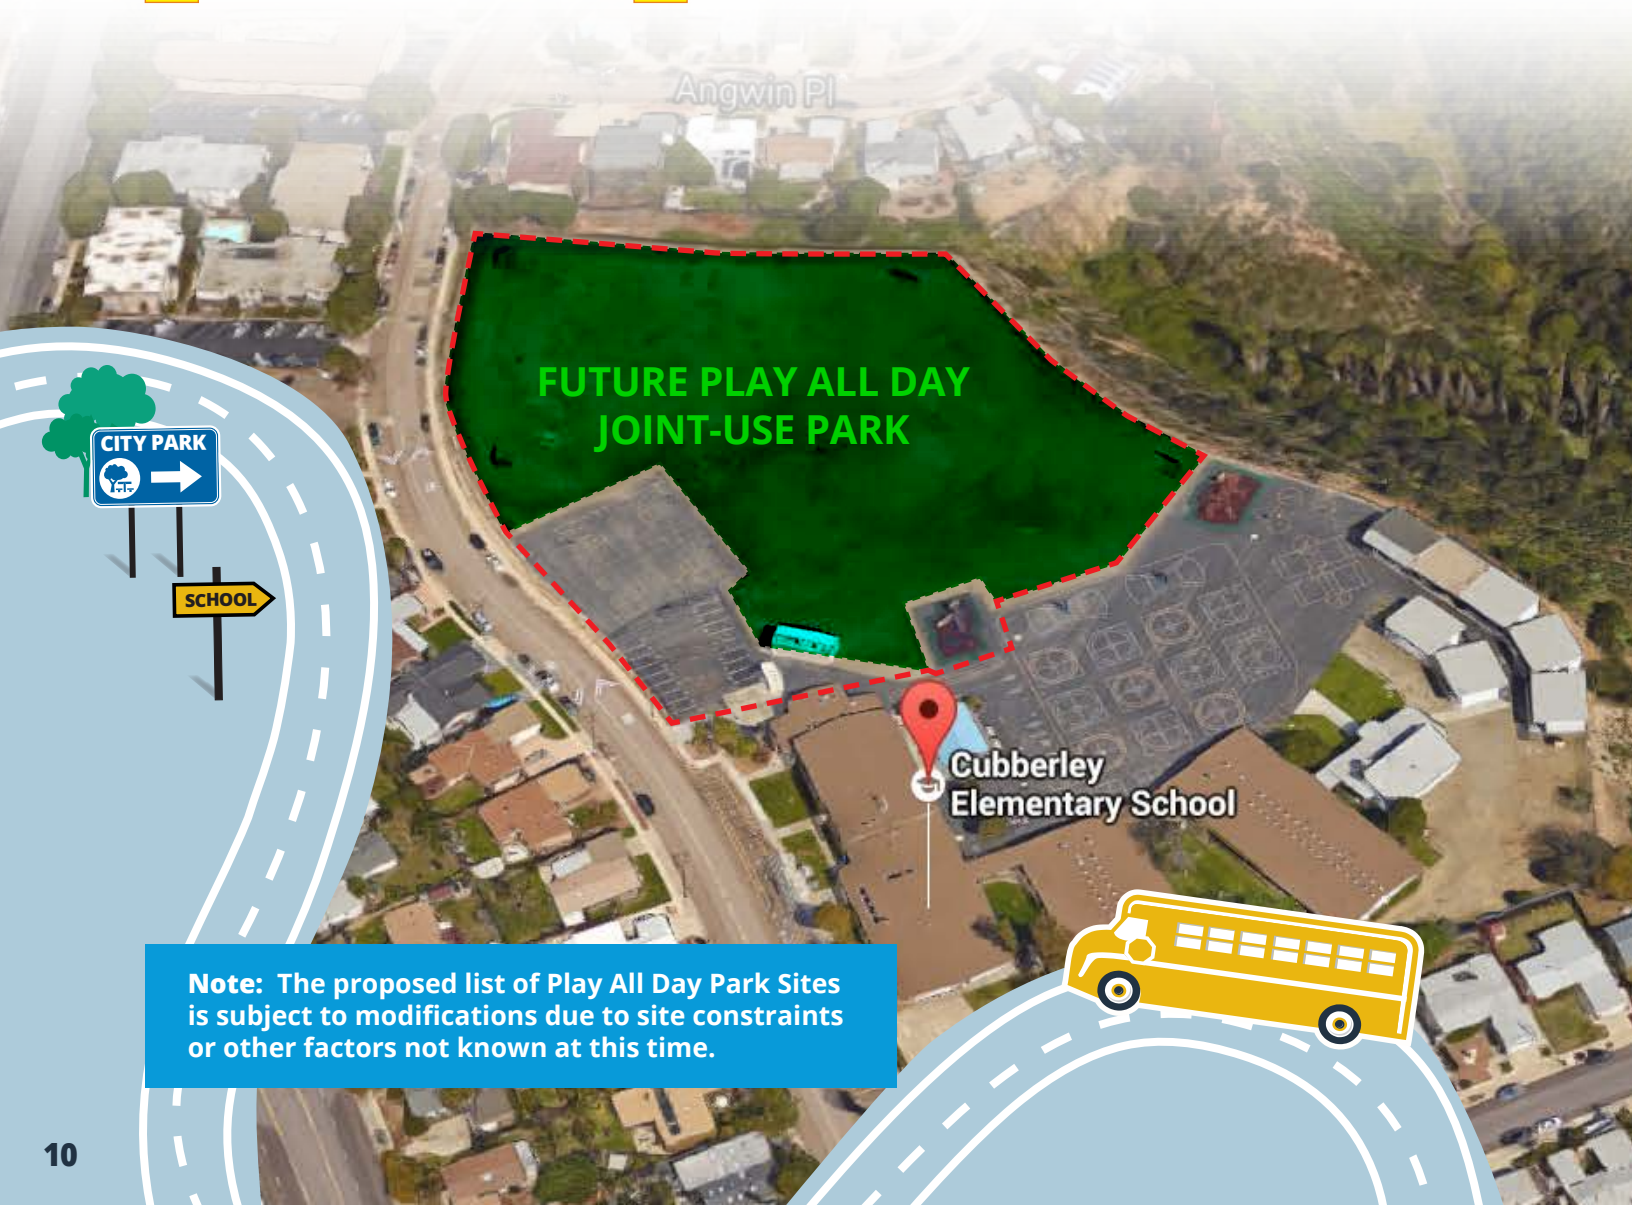 Angwin Pl
FUTURE PLAY ALL DAY
JOINT-USE PARK
CITY PARK
SCHOOL
Cubberley
Elementary School
Note: The proposed list of Play All Day Park Sites
is subject to modifications due to site constraints
or other factors not known at this time.
10